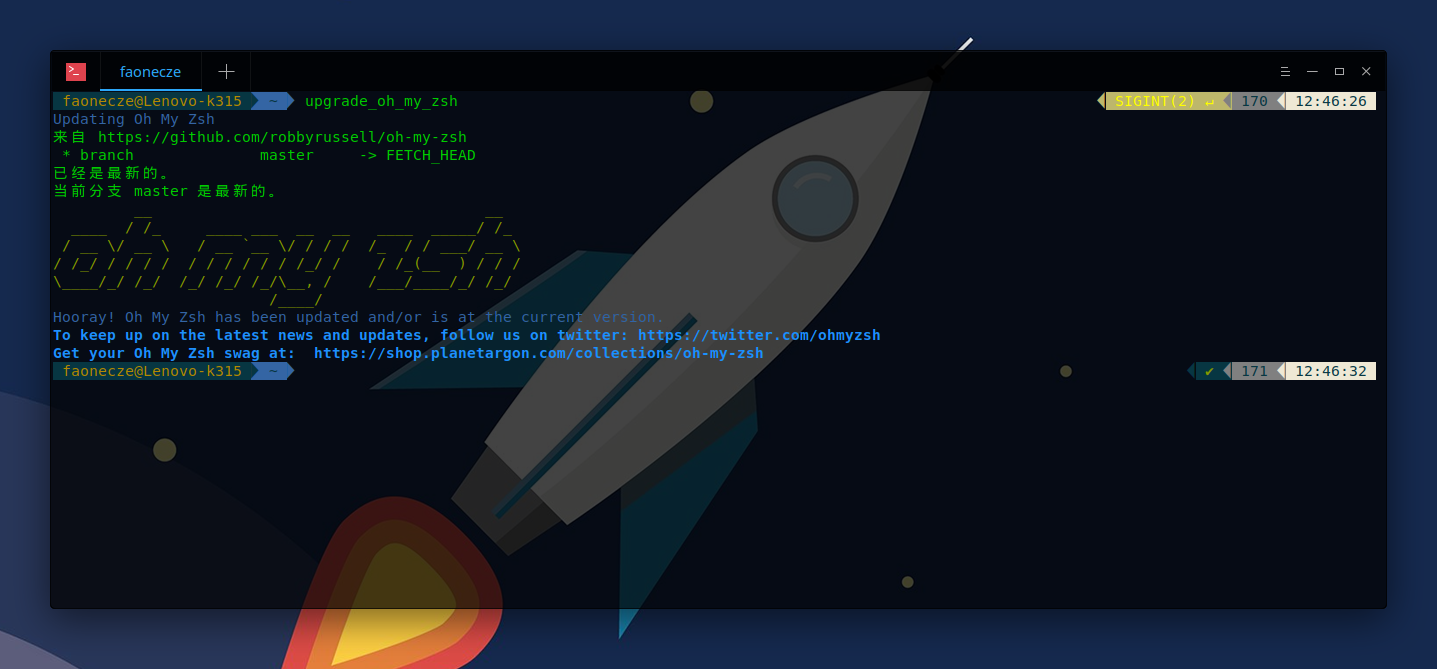 faonecze
faonecze@Lenovo-k315 ~ upgrade_oh_my_zsh SIGINT(2) ↵ 170 12:46:26
Updating Oh My Zsh
来自 https://github.com/robbyrussell/oh-my-zsh
 * branch              master     -> FETCH_HEAD
已经是最新的。
当前分支 master 是最新的。
         __                                     __
  ____  / /_     ____ ___  __  __   ____  _____/ /_
 / __ \/ __ \   / __ `__ \/ / / /  /_  / / ___/ __ \
/ /_/ / / / /  / / / / / / /_/ /    / /_(__  ) / / /
\____/_/ /_/  /_/ /_/ /_/\__, /    /___/____/_/ /_/
                        /____/
Hooray! Oh My Zsh has been updated and/or is at the current version.
To keep up on the latest news and updates, follow us on twitter: https://twitter.com/ohmyzsh
Get your Oh My Zsh swag at:  https://shop.planetargon.com/collections/oh-my-zsh
faonecze@Lenovo-k315 ~ ✔ 171 12:46:32